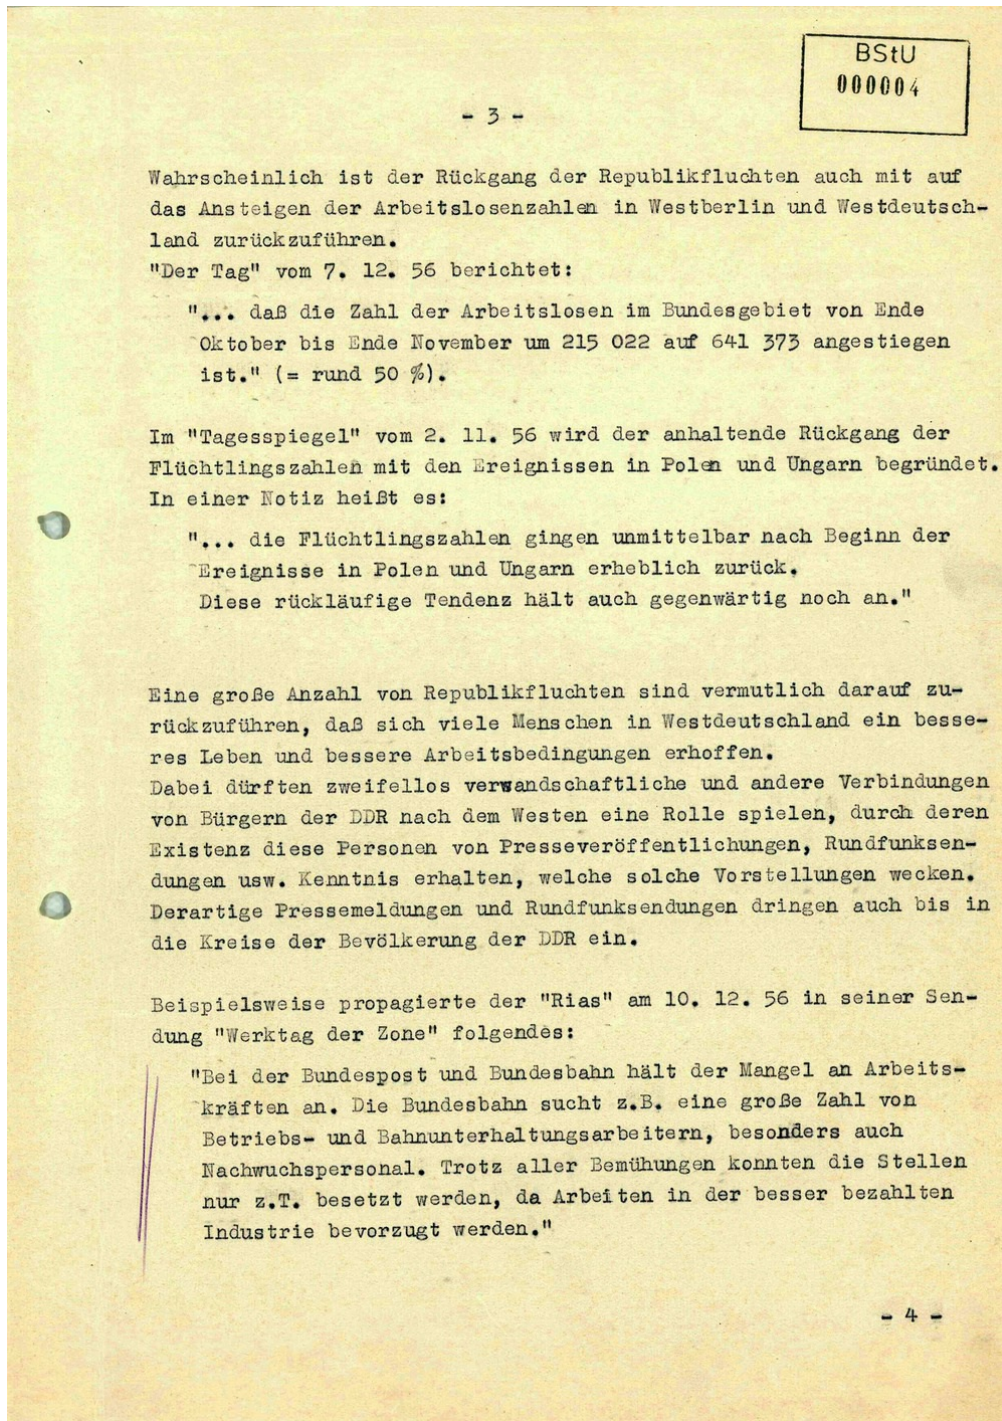 BStU
000004
- 3 -
Wahrscheinlich ist der Rückgang der Republikfluchten auch mit auf
das Ansteigen der Arbeitslosenzahlen in Westberlin und Westdeutsch-
land zurückzuführen.
"Der Tag" vom 7. 12. 56 berichtet:
"... daß die Zahl der Arbeitslosen im Bundesgebiet von Ende
Oktober bis Ende November um 215 022 auf 641 373 angestiegen
ist." (= rund 50 %).
Im "Tagesspiegel" vom 2. 11. 56 wird der anhaltende Rückgang der
Flüchtlingszahlen mit den Ereignissen in Polen und Ungarn begründet.
In einer Notiz heißt es:
"... die Flüchtlingszahlen gingen unmittelbar nach Beginn der
Ereignisse in Polen und Ungarn erheblich zurück.
Diese rückläufige Tendenz hält auch gegenwärtig noch an."
Eine große Anzahl von Republikfluchten sind vermutlich darauf zu-
rückzuführen, daß sich viele Menschen in Westdeutschland ein besse-
res Leben und bessere Arbeitsbedingungen erhoffen.
Dabei dürften zweifellos verwandschaftliche und andere Verbindungen
von Bürgern der DDR nach dem Westen eine Rolle spielen, durch deren
Existenz diese Personen von Presseveröffentlichungen, Rundfunksen-
dungen usw. Kenntnis erhalten, welche solche Vorstellungen wecken.
Derartige Pressemeldungen und Rundfunksendungen dringen auch bis in
die Kreise der Bevölkerung der DDR ein.
Beispielsweise propagierte der "Rias" am 10. 12. 56 in seiner Sen-
dung "Werktag der Zone" folgendes:
"Bei der Bundespost und Bundesbahn hält der Mangel an Arbeits-
kräften an. Die Bundesbahn sucht z.B. eine große Zahl von
Betriebs- und Bahnunterhaltungsarbeitern, besonders auch
Nachwuchspersonal. Trotz aller Bemühungen konnten die Stellen
nur z.T. besetzt werden, da Arbeiten in der besser bezahlten
Industrie bevorzugt werden."
- 4 -